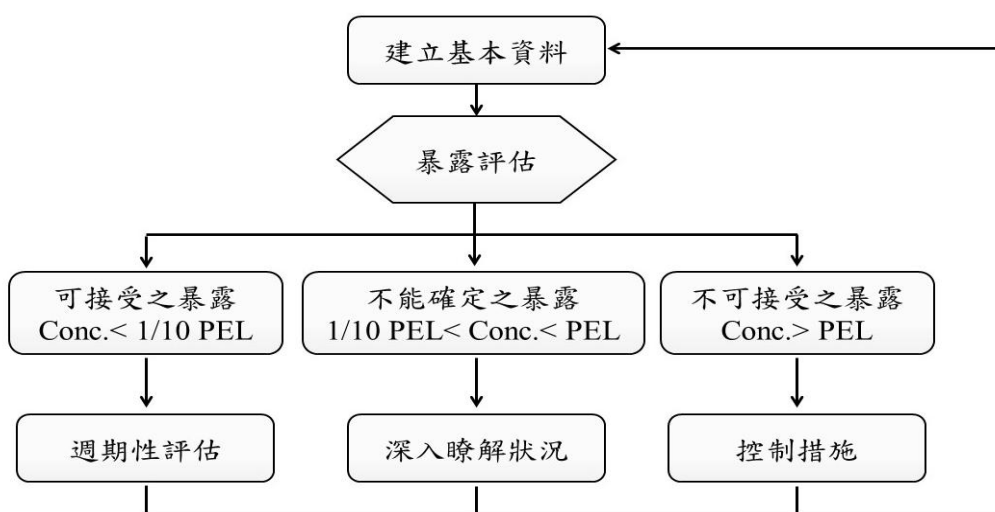 建立基本資料
暴露評估
可接受之暴露
Conc.< 1/10 PEL
不能確定之暴露
1/10 PEL< Conc.< PEL
不可接受之暴露
Conc.> PEL
週期性評估
深入瞭解狀況
控制措施